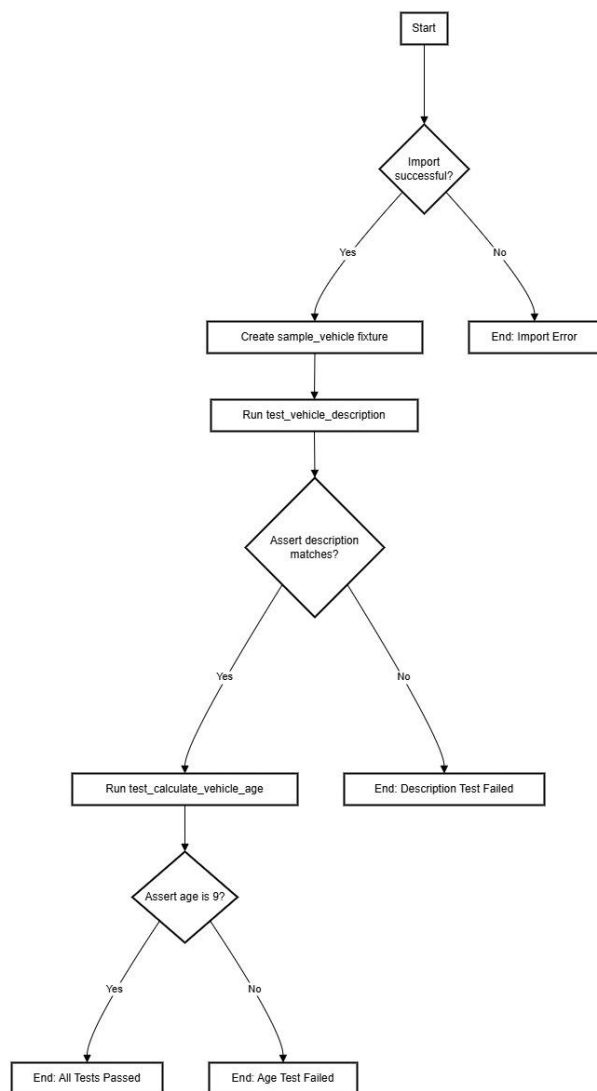 Start
Import
successful?
Yes
No
Create sample_vehicle fixture
End: Import Error
Run test_vehicle_description
Assert description
matches?
Yes
No
Run test_calculate_vehicle_age
End: Description Test Failed
Assert age is 9?
Yes
No
End: All Tests Passed
End: Age Test Failed